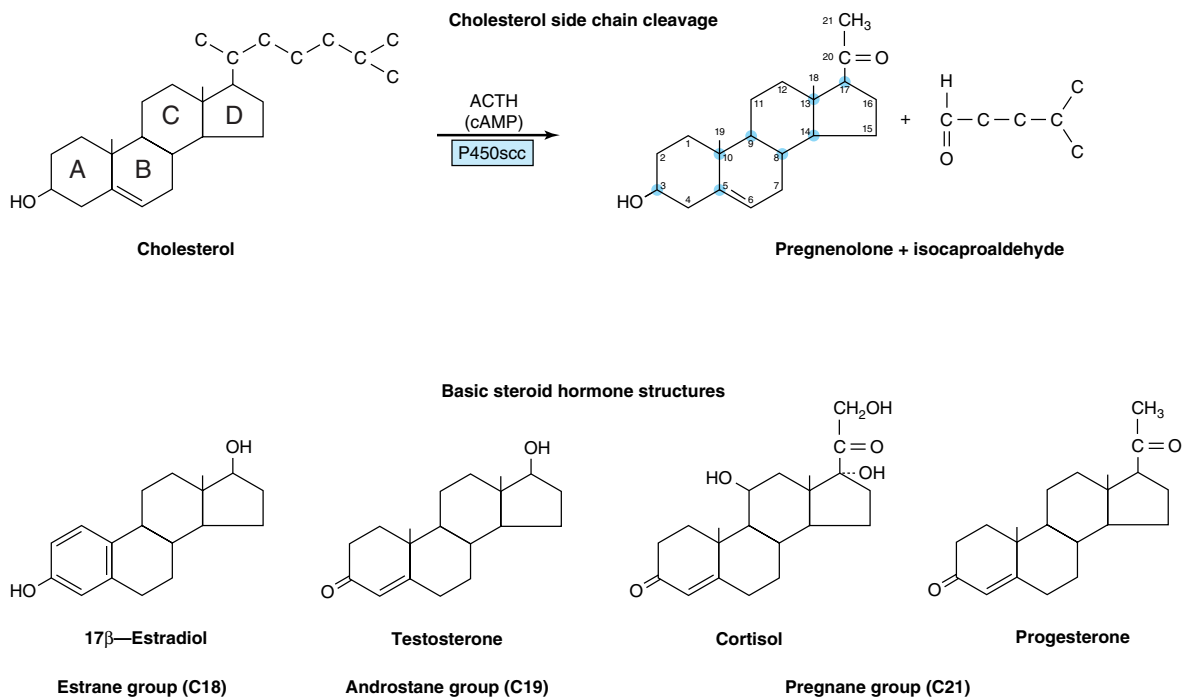 Cholesterol side chain cleavage
C C C C C
C C C
C
A B C D
HO
Cholesterol
ACTH
(cAMP)
P450scc
21 CH3
20 C=O
18 17
12 13 16
11 14 15
19 9 8
1 10
2 7
3 5
4 6
HO
+
H
C C C C C
O C
Pregnenolone + isocaproaldehyde
Basic steroid hormone structures
OH
HO
17β—Estradiol
Estrane group (C18)
OH
O
Testosterone
Androstane group (C19)
CH2OH
C=O
HO OH
O
Cortisol
CH3
C=O
O
Progesterone
Pregnane group (C21)